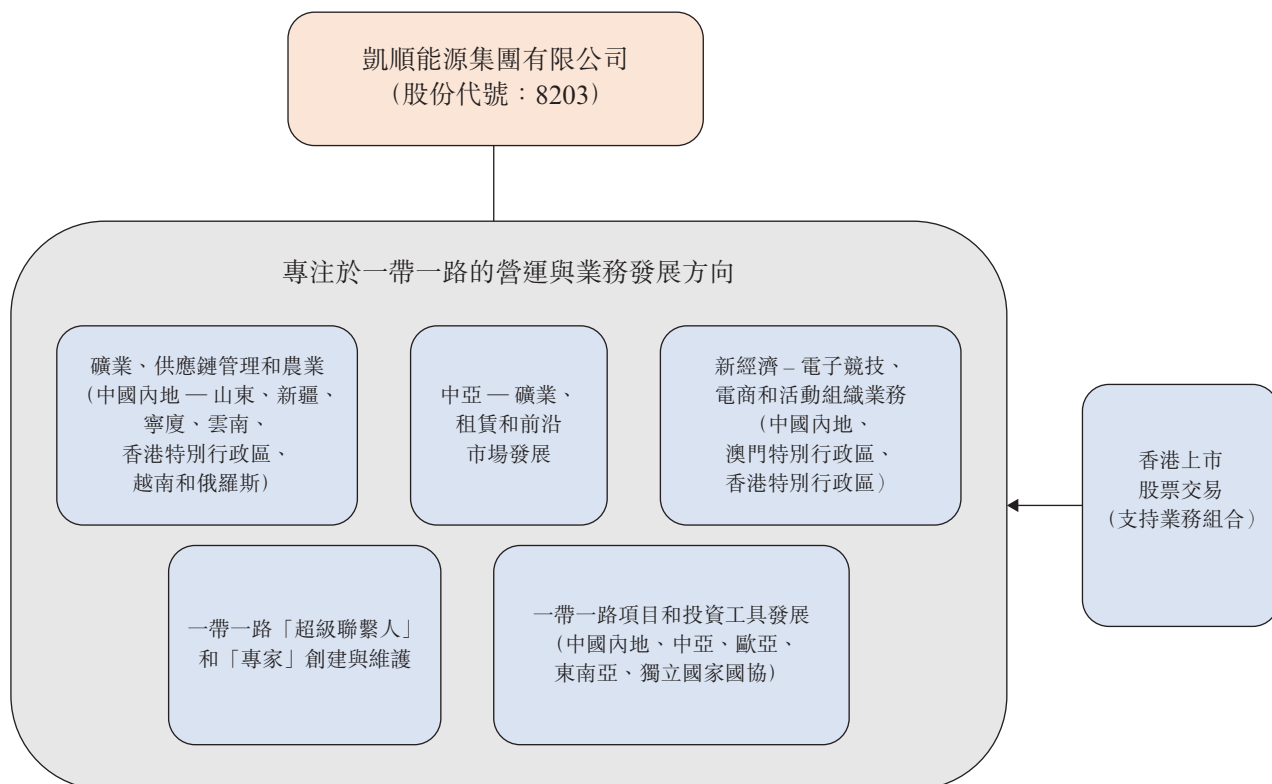 凱順能源集團有限公司
(股份代號：8203)
專注於一帶一路的營運與業務發展方向
礦業、供應鏈管理和農業
(中國內地 — 山東、新疆、
寧廈、雲南、
香港特別行政區、
越南和俄羅斯)
中亞 — 礦業、
租賃和前沿
市場發展
新經濟 – 電子競技、
電商和活動組織業務
(中國內地、
澳門特別行政區、
香港特別行政區)
香港上市
股票交易
(支持業務組合)
一帶一路「超級聯繫人」
和「專家」創建與維護
一帶一路項目和投資工具發展
(中國內地、中亞、歐亞、
東南亞、獨立國家國協)